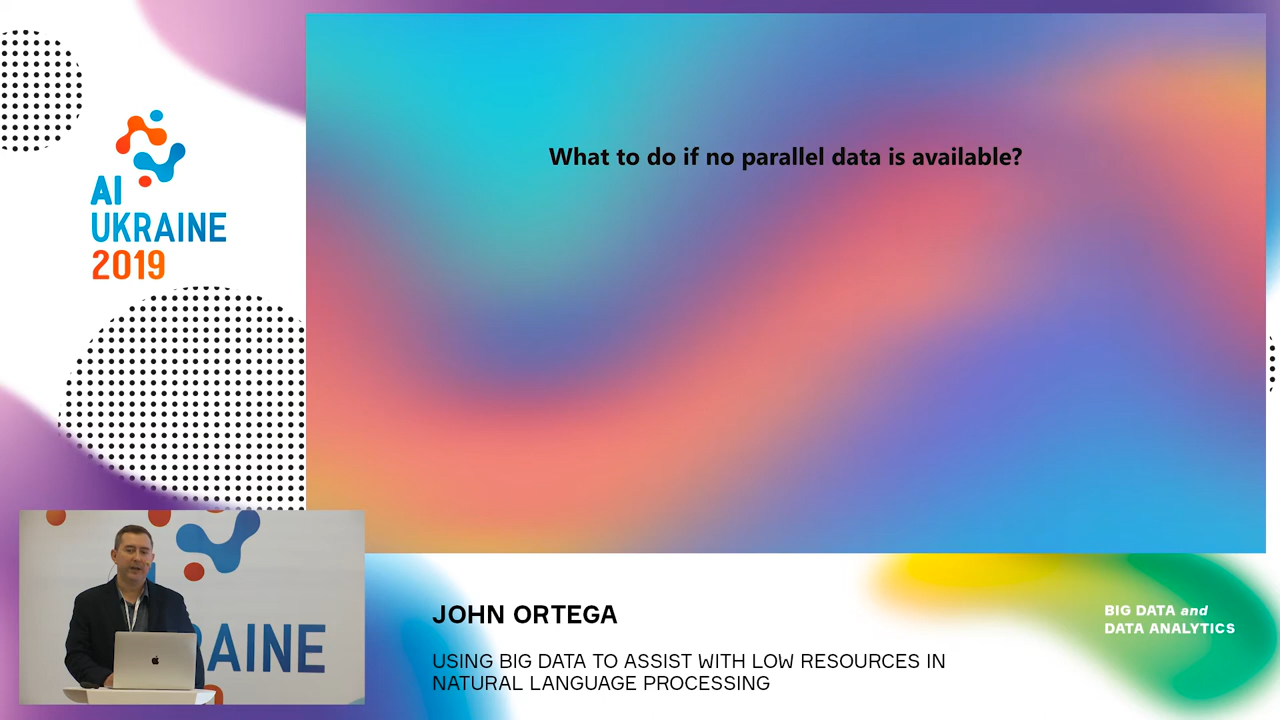 What to do if no parallel data is available?
AI
UKRAINE
2019
RAINE
JOHN ORTEGA
USING BIG DATA TO ASSIST WITH LOW RESOURCES IN
NATURAL LANGUAGE PROCESSING
BIG DATA and
DATA ANALYTICS